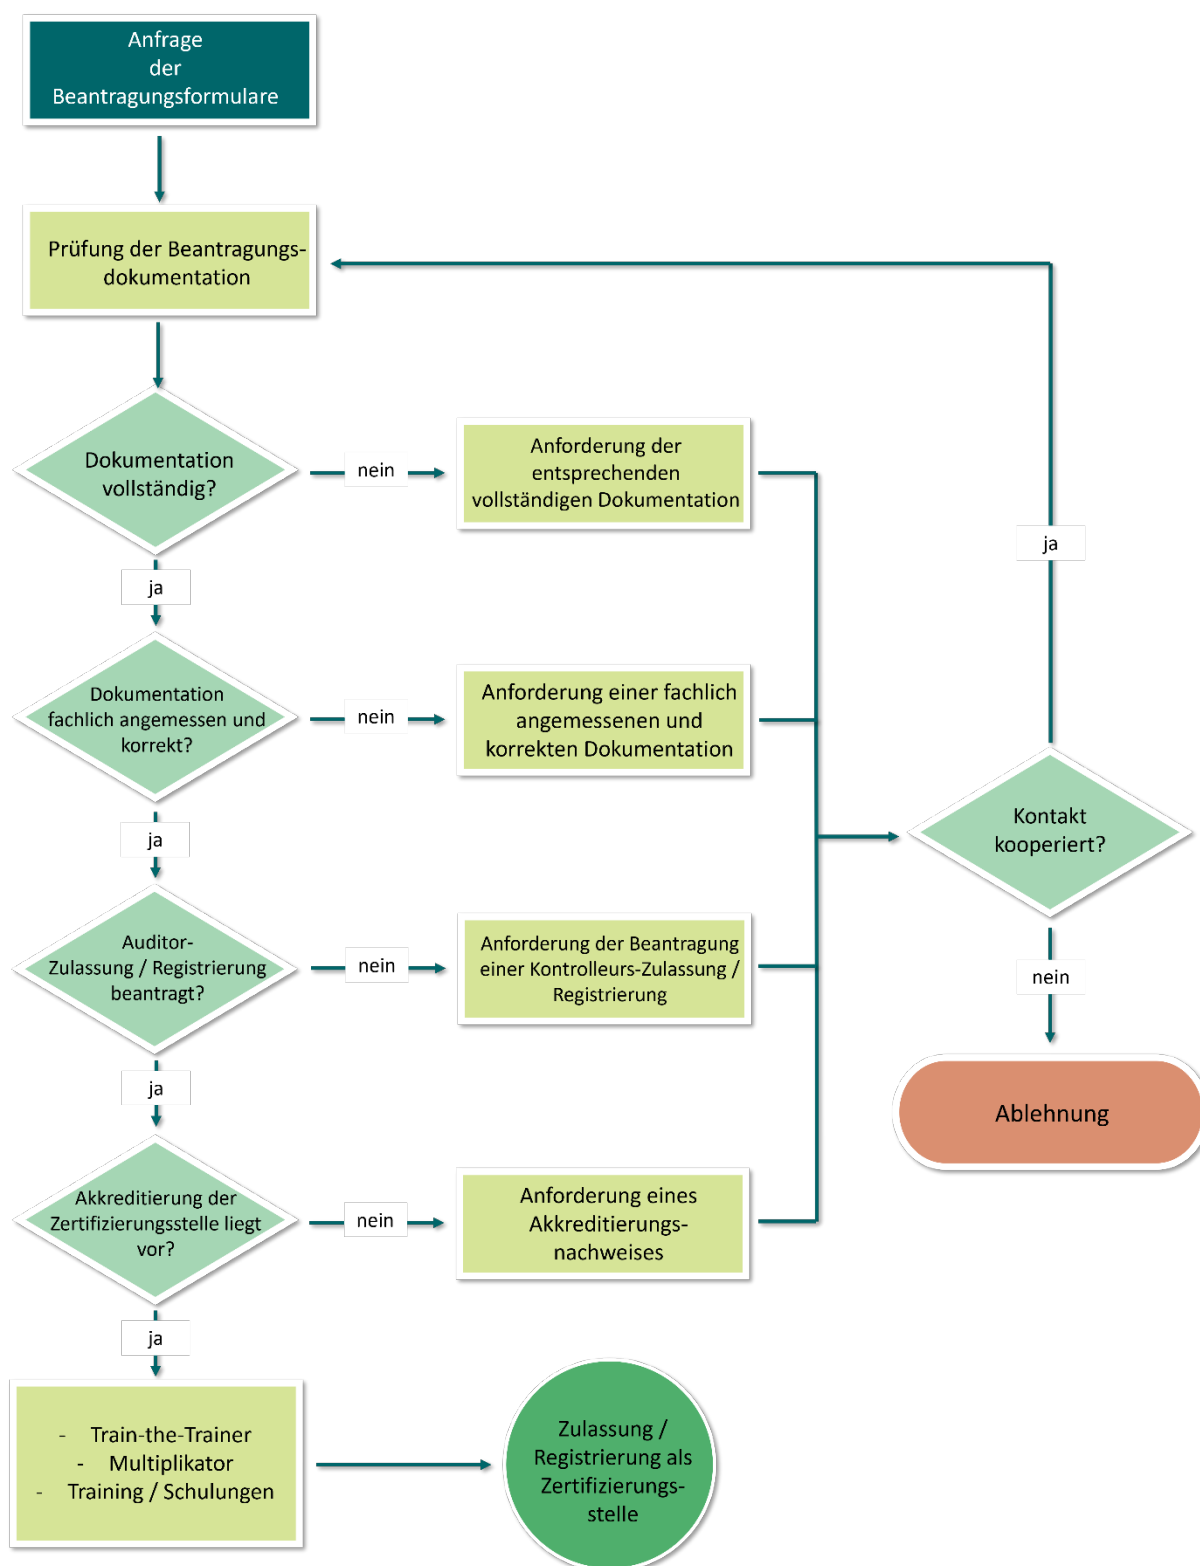 Anfrage
der
Beantragungsformulare
Prüfung der Beantragungs-
dokumentation
Dokumentation
vollständig?
nein
Anforderung der
entsprechenden
vollständigen Dokumentation
ja
ja
Dokumentation
fachlich angemessen und
korrekt?
nein
Anforderung einer fachlich
angemessenen und
korrekten Dokumentation
Kontakt
kooperiert?
ja
Auditor-
Zulassung / Registrierung
beantragt?
nein
Anforderung der Beantragung
einer Kontrolleurs-Zulassung /
Registrierung
nein
ja
Ablehnung
Akkreditierung der
Zertifizierungsstelle liegt
vor?
nein
Anforderung eines
Akkreditierungs-
nachweises
ja
- Train-the-Trainer
- Multiplikator
- Training / Schulungen
Zulassung /
Registrierung als
Zertifizierungs-
stelle